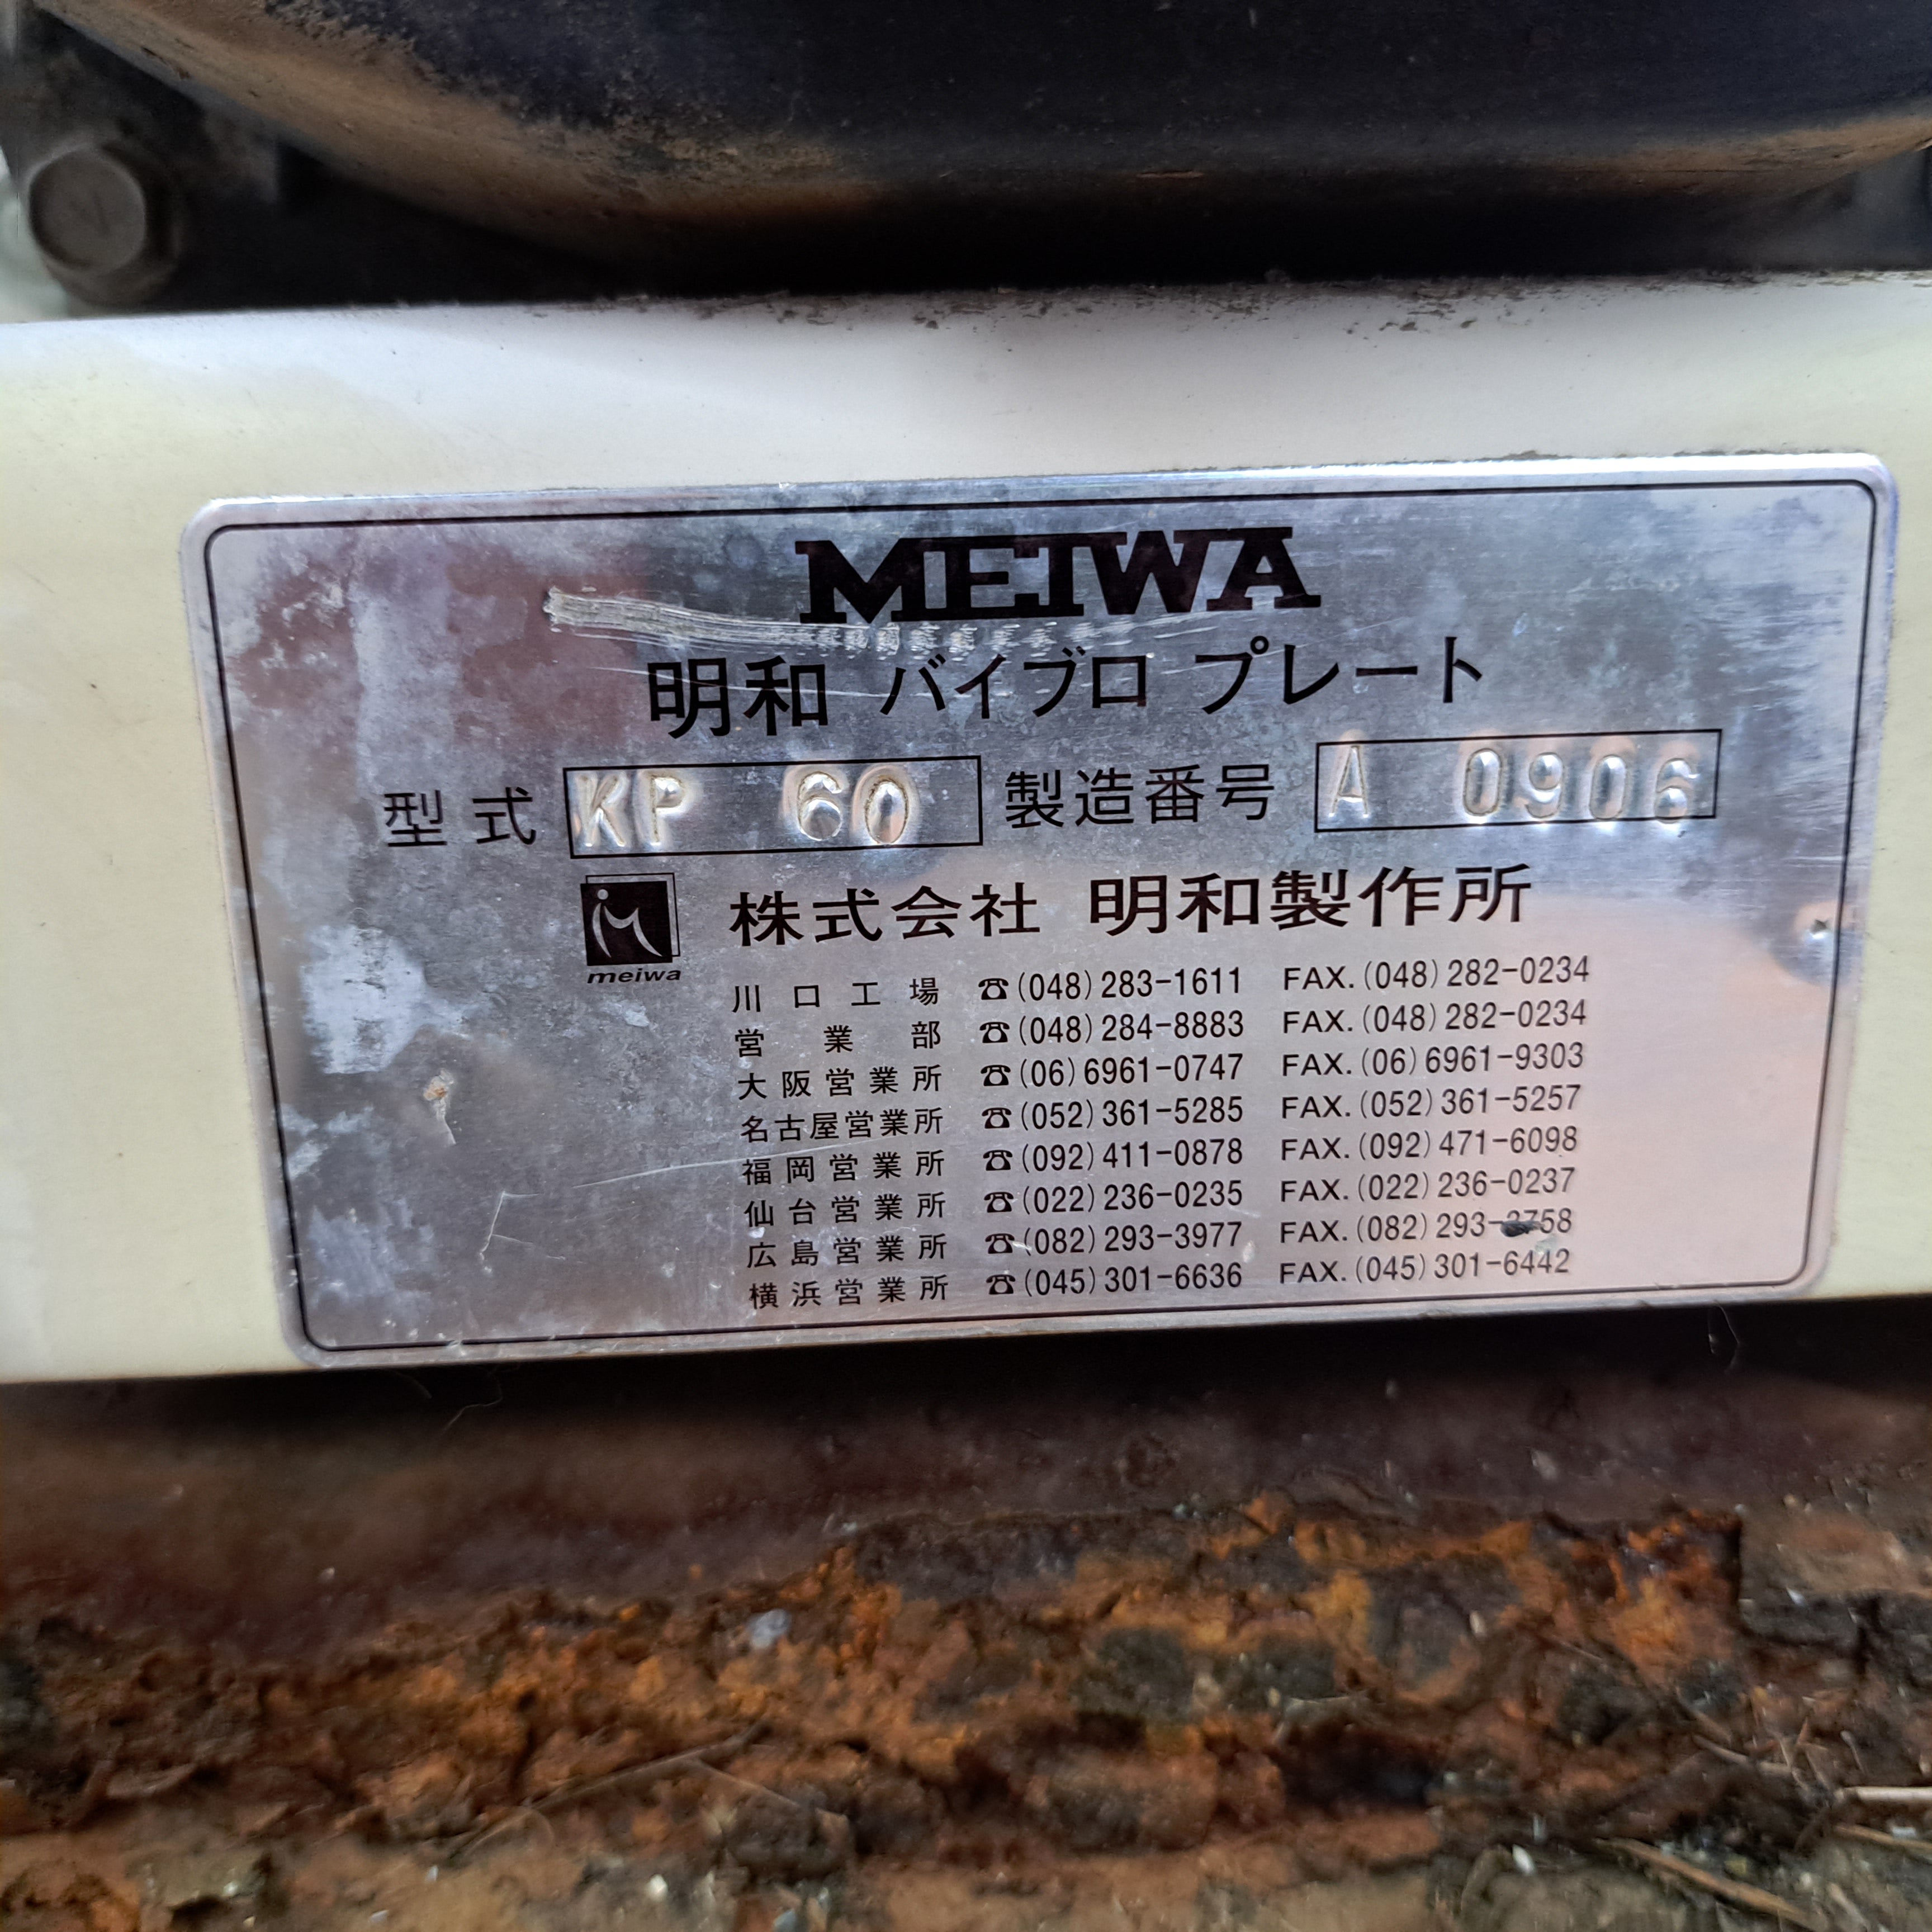 MEIWA
明和 バイブロ プレート
型式 KP 60 製造番号 A 0906
meiwa
株式会社 明和製作所
川口工場 ☎(048)283-1611 FAX.(048)282-0234
営業部 ☎(048)284-8883 FAX.(048)282-0234
大阪営業所 ☎(06)6961-0747 FAX.(06)6961-9303
名古屋営業所 ☎(052)361-5285 FAX.(052)361-5257
福岡営業所 ☎(092)411-0878 FAX.(092)471-6098
仙台営業所 ☎(022)236-0235 FAX.(022)236-0237
広島営業所 ☎(082)293-3977 FAX.(082)
横浜営業所 ☎(045)301-6636 FAX.(045)301-6442